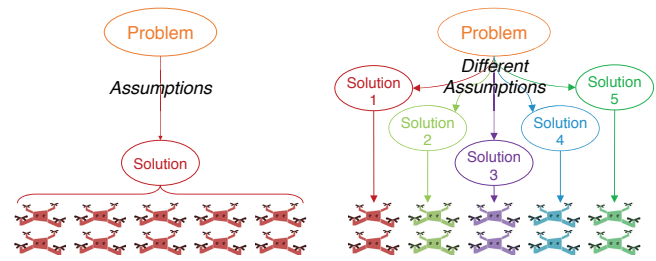 Problem
Assumptions
Solution
Problem
Different
Assumptions
Solution
1
Solution
2
Solution
3
Solution
4
Solution
5